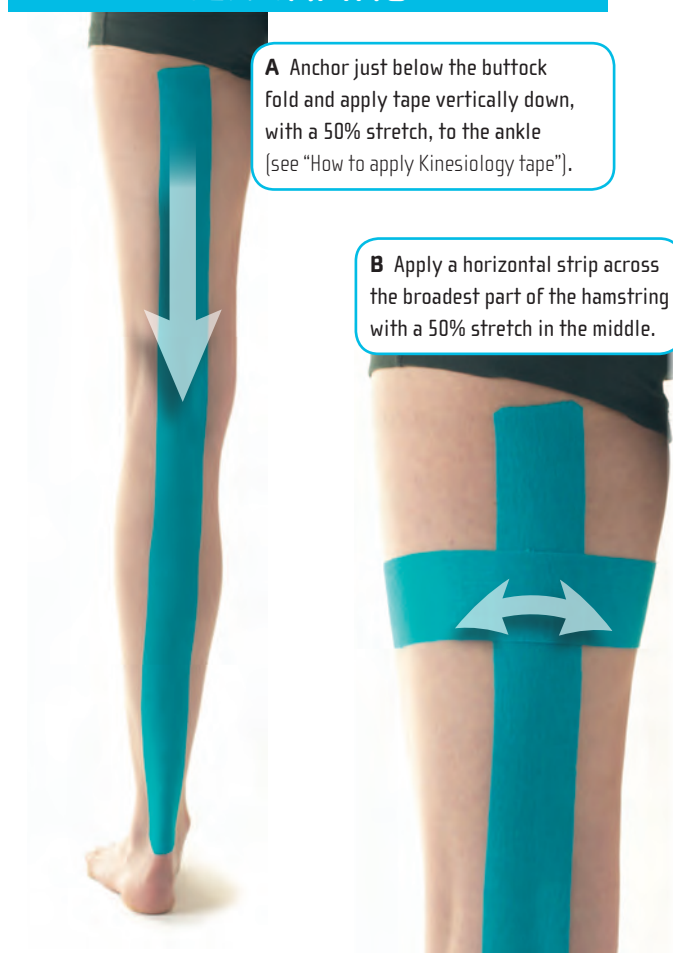 A Anchor just below the buttock
fold and apply tape vertically down,
with a 50% stretch, to the ankle
(see “How to apply Kinesiology tape”).
B Apply a horizontal strip across
the broadest part of the hamstring
with a 50% stretch in the middle.